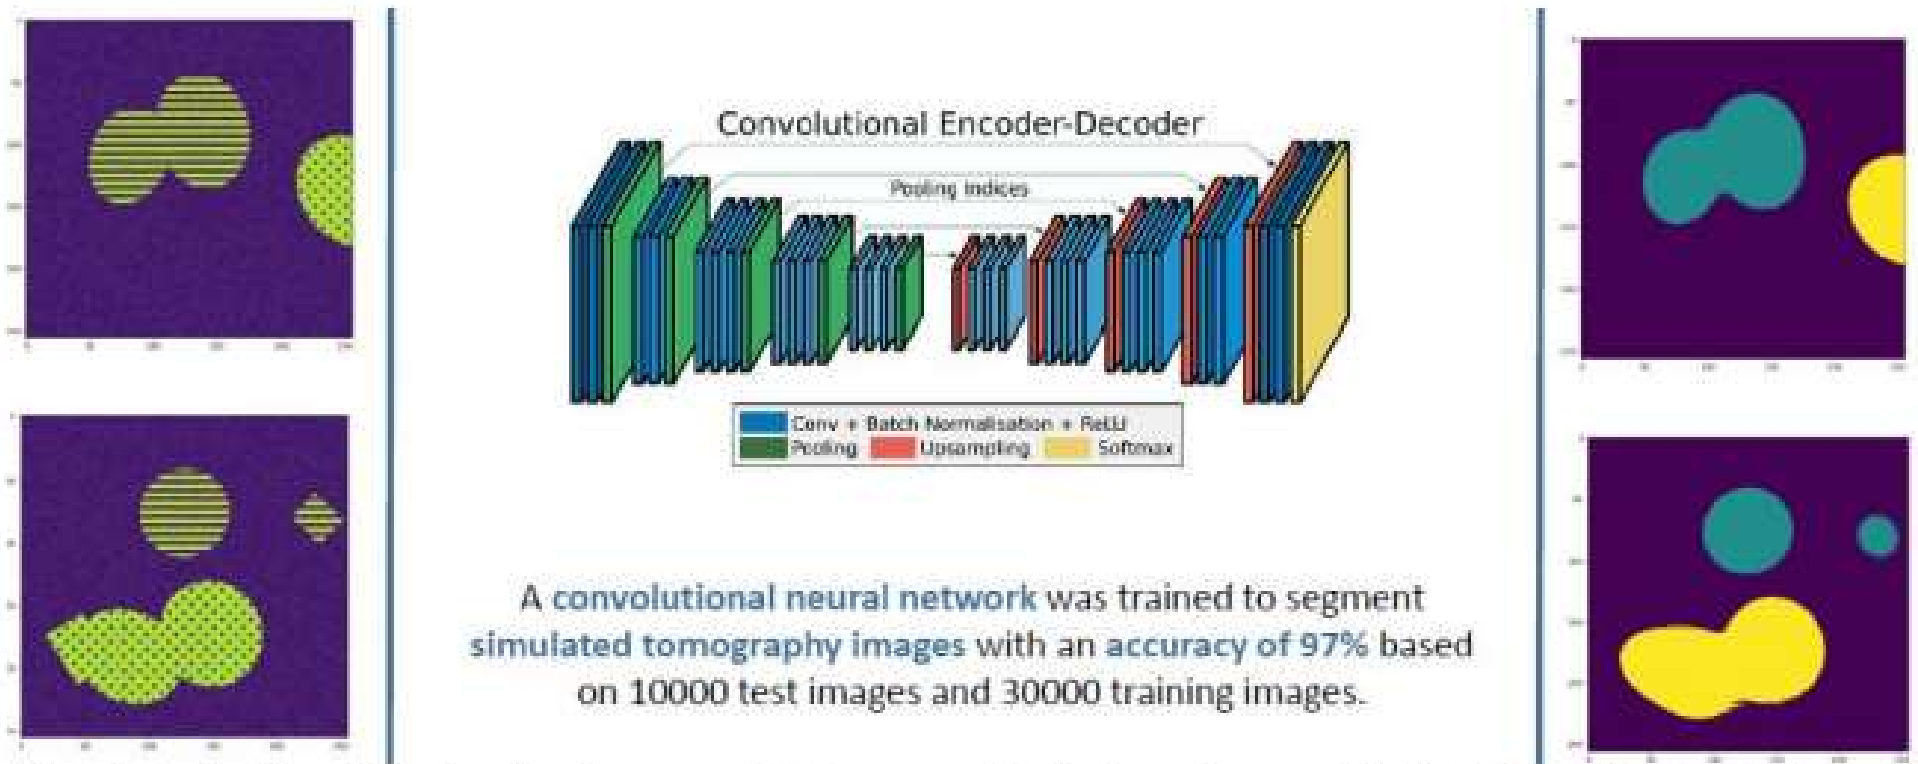 Convolutional Encoder-Decoder
Pooling Indices
Conv + Batch Normalisation + ReLU
Pooling Upsampling Softmax
A convolutional neural network was trained to segment
simulated tomography images with an accuracy of 97% based
on 10000 test images and 30000 training images.